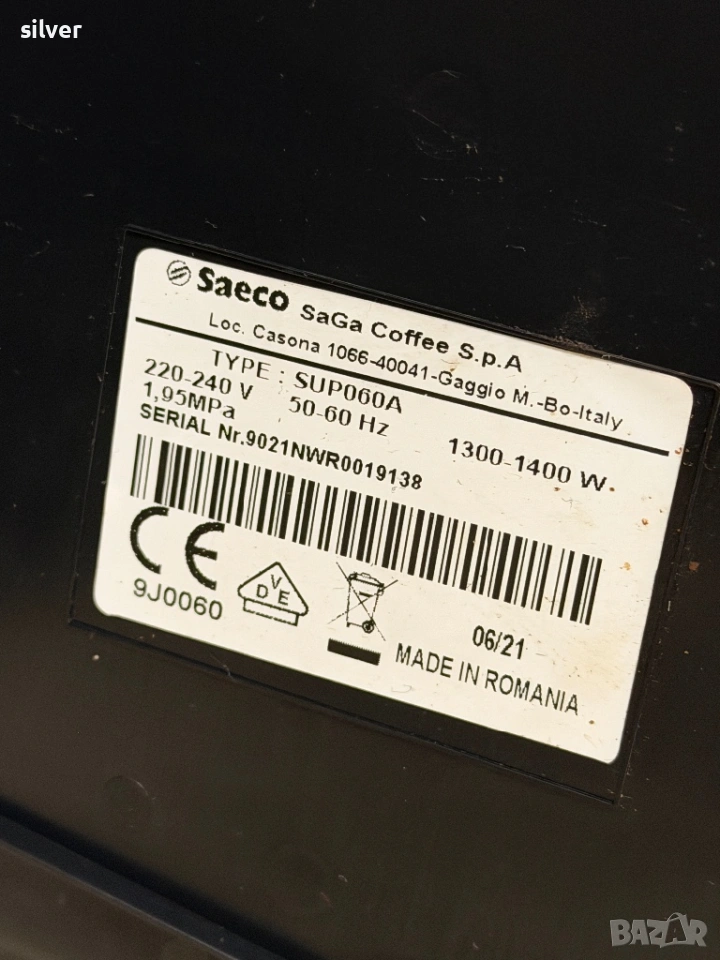 silver
Saeco SaGa Coffee S.p.A
Loc. Casona 1066-40041-Gaggio M.-Bo-Italy
TYPE : SUP060A
220-240 V 50-60 Hz 1300-1400 W
1,95MPa
SERIAL Nr.9021NWR0019138
CE
9J0060
DVE
06/21
MADE IN ROMANIA
BAZAR